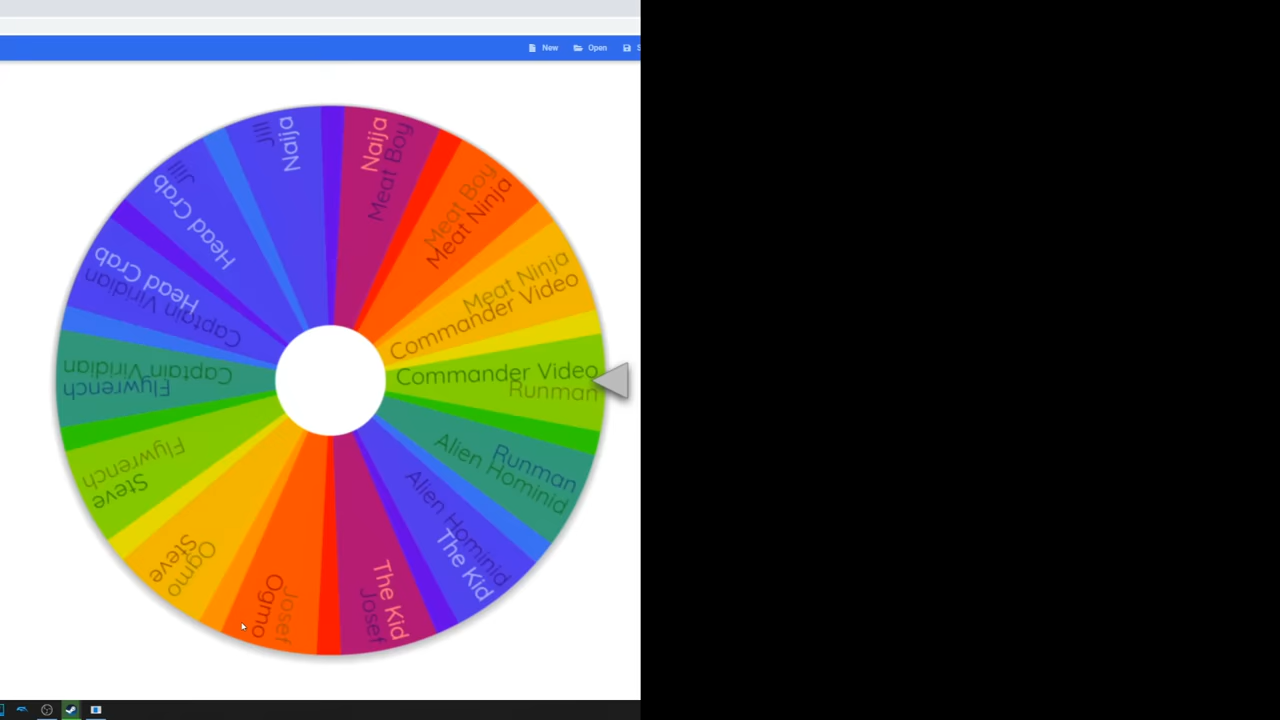 New Open S
Jill
Naija
Naija
Meat Boy
Meat Boy
Meat Ninja
Meat Ninja
Commander Video
Commander Video
Runman
Runman
Alien Hominid
Alien Hominid
The Kid
The Kid
Josef
Josef
Ogmo
Ogmo
Steve
Steve
Flywrench
Flywrench
Captain Viridian
Captain Viridian
Head Crab
Head Crab
Jill